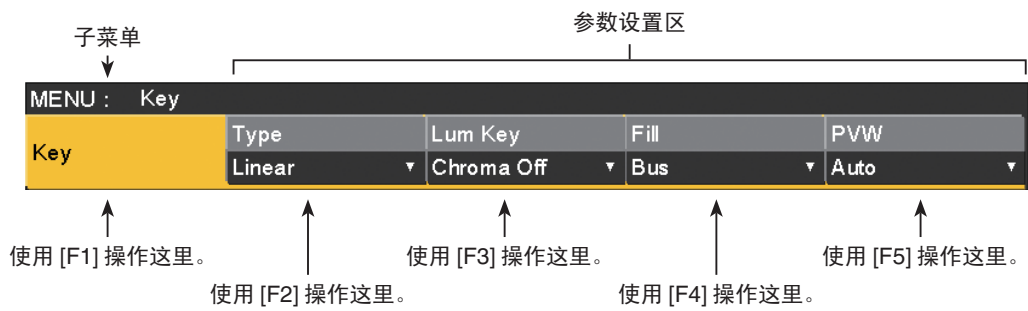 参数设置区
子菜单
MENU : Key
Key
Type
Lum Key
Fill
PVW
Linear
Chroma Off
Bus
Auto
使用 [F1] 操作这里。
使用 [F3] 操作这里。
使用 [F5] 操作这里。
使用 [F2] 操作这里。
使用 [F4] 操作这里。